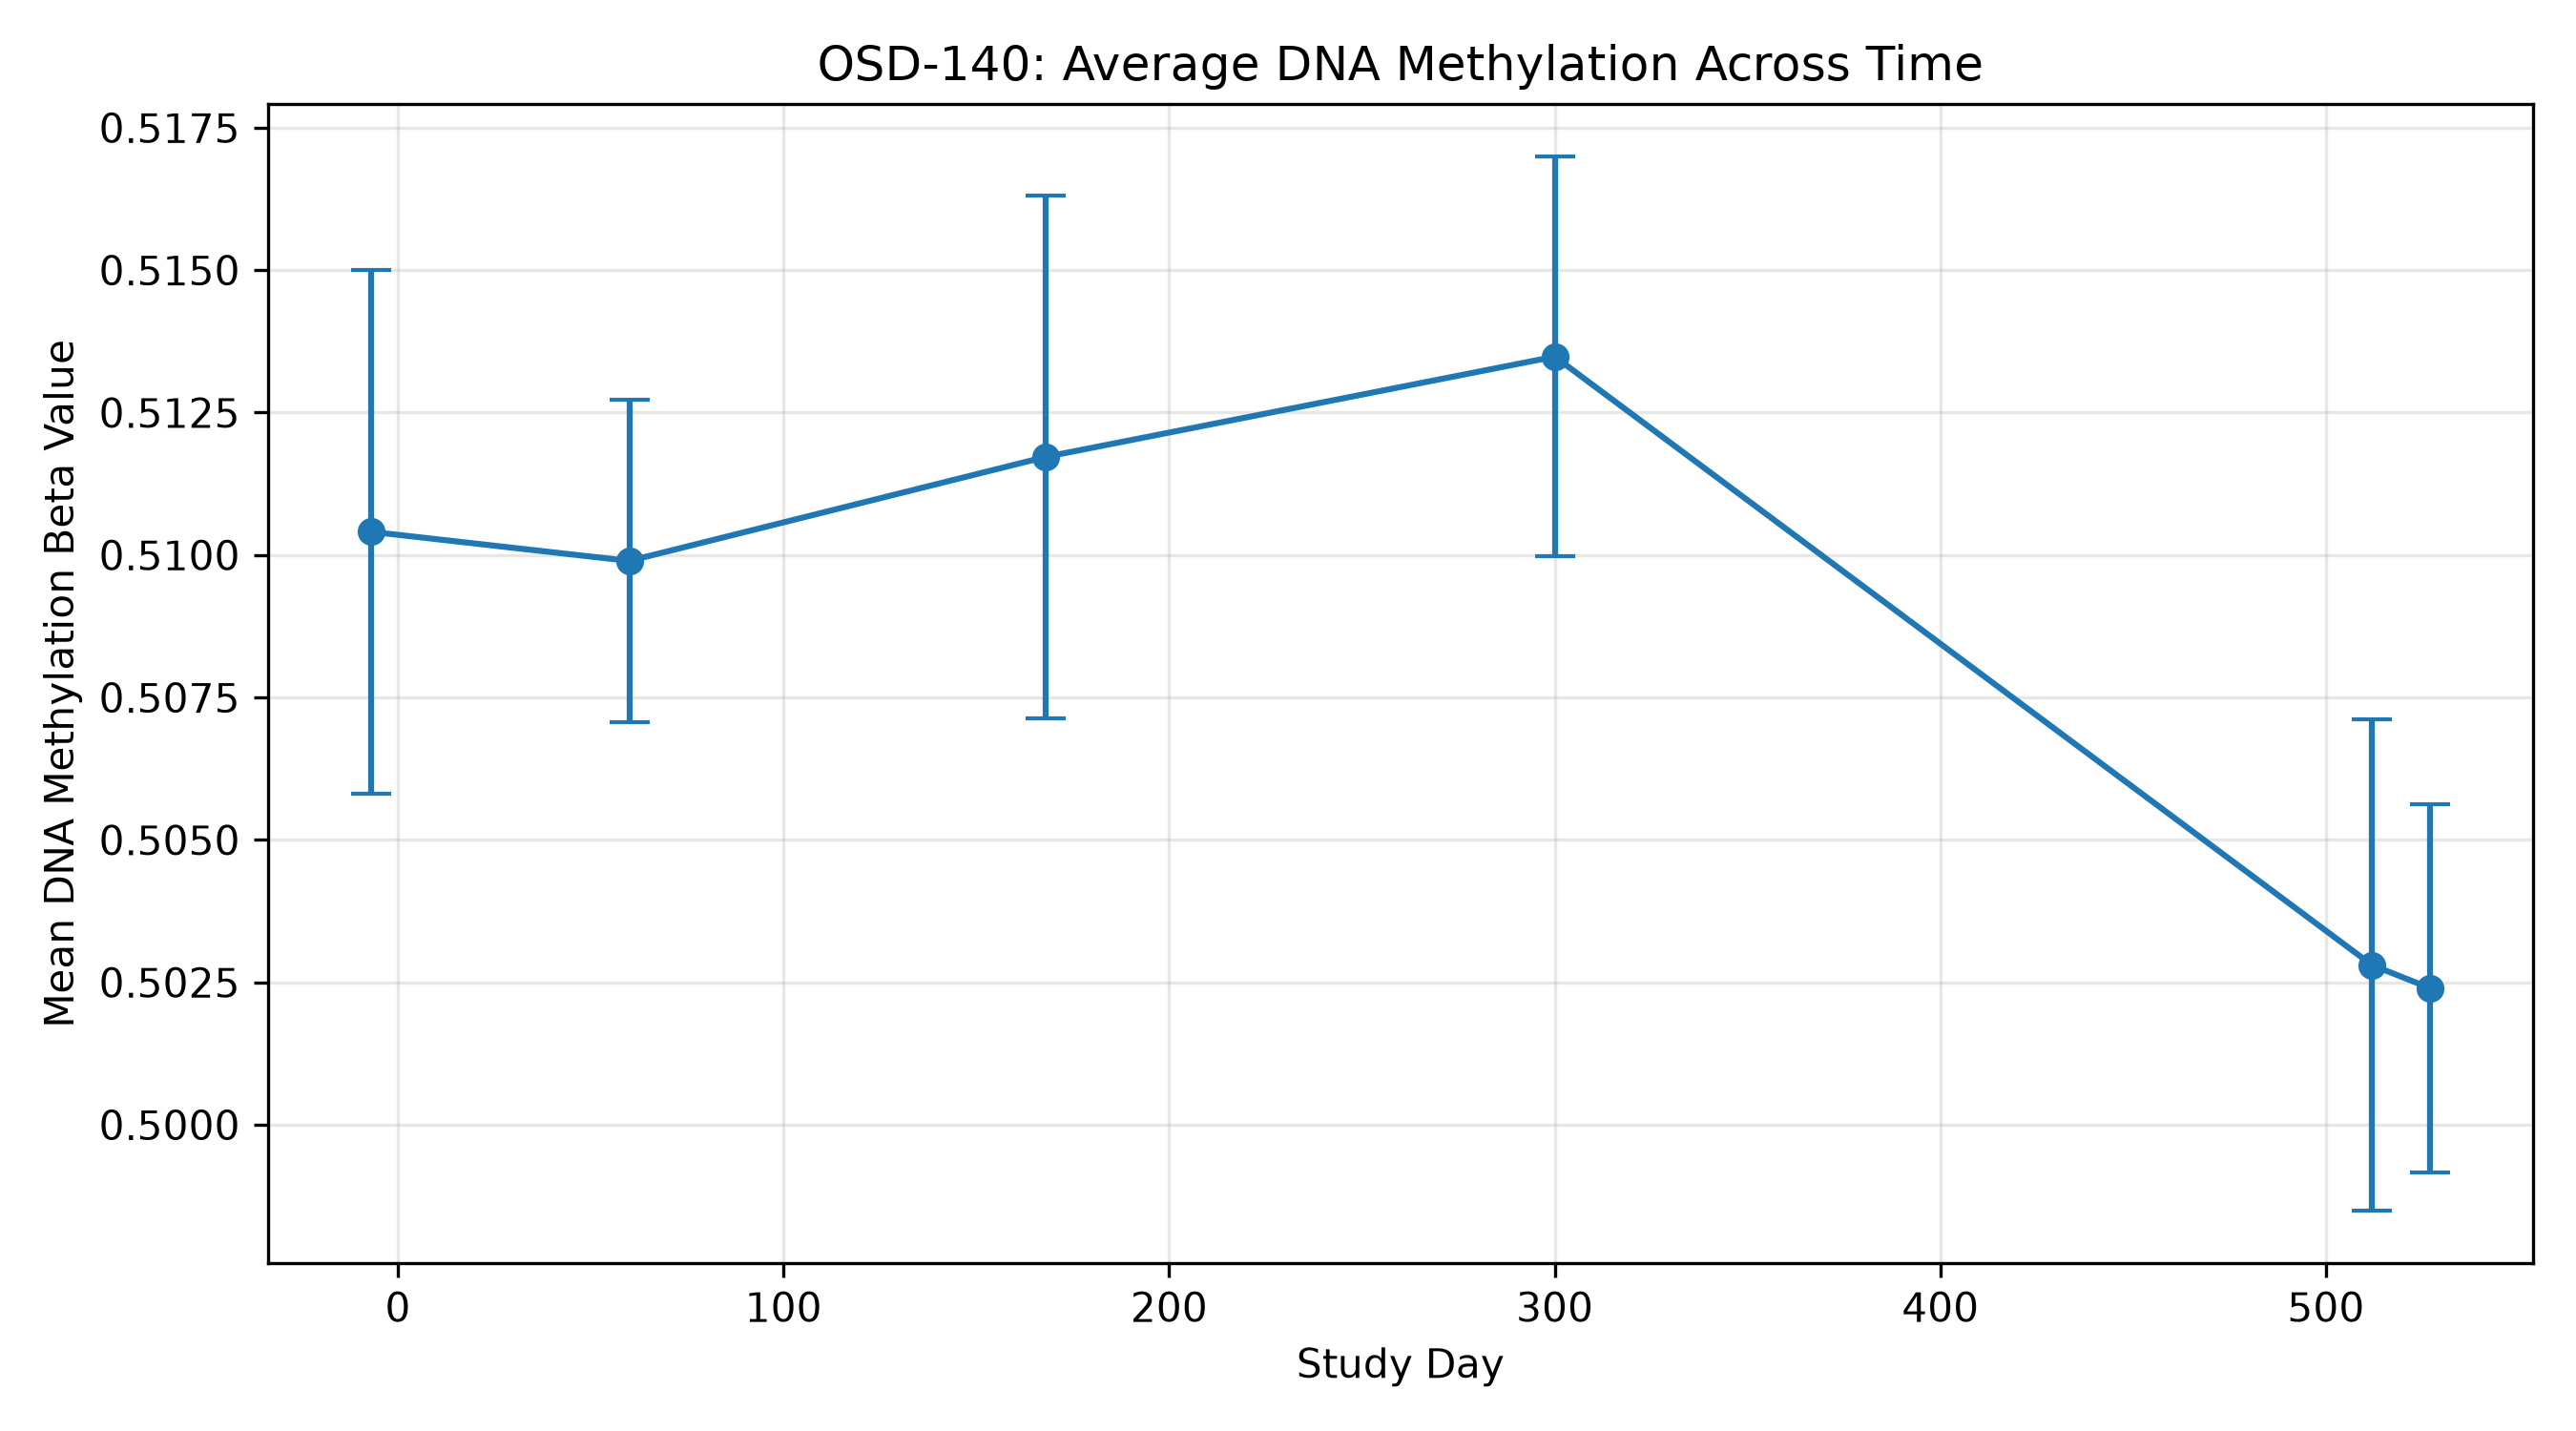 OSD-140: Average DNA Methylation Across Time
Mean DNA Methylation Beta Value
0.5175
0.5150
0.5125
0.5100
0.5075
0.5050
0.5025
0.5000
0 100 200 300 400 500
Study Day